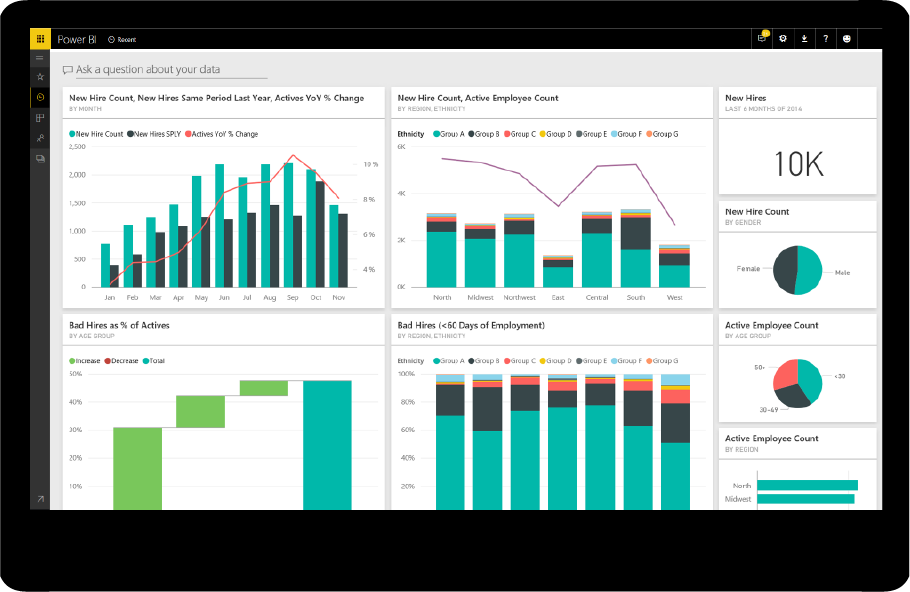 Power BI Recent
?
Ask a question about your data
New Hire Count, New Hires Same Period Last Year, Actives YoY % Change
BY MONTH
New Hire Count New Hires SPLY Actives YoY % Change
2,500
2,000
1,500
1,000
500
0
10 %
8 %
6 %
4 %
Jan Feb Mar Apr May Jun Jul Aug Sep Oct Nov
New Hire Count, Active Employee Count
BY REGION, ETHNICITY
Ethnicity Group A Group B Group C Group D Group E Group F Group G
6K
4K
2K
0K
North Midwest Northwest East Central South West
New Hires
LAST 6 MONTHS OF 2014
10K
New Hire Count
BY GENDER
Female
Male
Bad Hires as % of Actives
BY AGE GROUP
Increase Decrease Total
50%
40%
30%
20%
10%
Bad Hires (<60 Days of Employment)
BY REGION, ETHNICITY
Ethnicity Group A Group B Group C Group D Group E Group F Group G
100%
80%
60%
40%
20%
Active Employee Count
BY AGE GROUP
50+
<30
30-49
Active Employee Count
BY REGION
North
Midwest